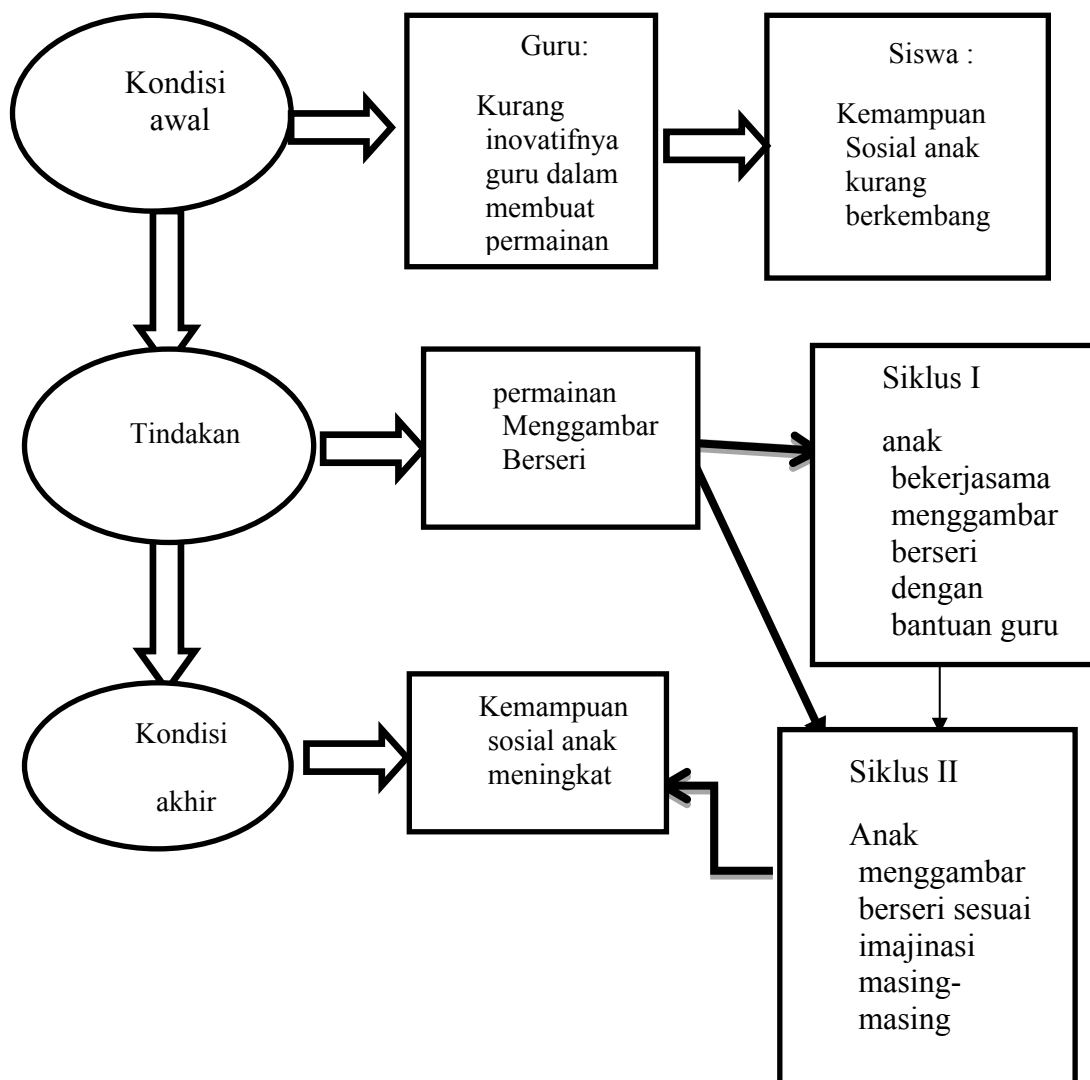 Kondisi
awal
Guru:
Kurang
inovatifnya
guru dalam
membuat
permainan
Siswa :
Kemampuan
Sosial anak
kurang
berkembang
Tindakan
permainan
Menggambar
Berseri
Siklus I
anak
bekerjasama
menggambar
berseri
dengan
bantuan guru
Kondisi
akhir
Kemampuan
sosial anak
meningkat
Siklus II
Anak
menggambar
berseri sesuai
imajinasi
masing-
masing